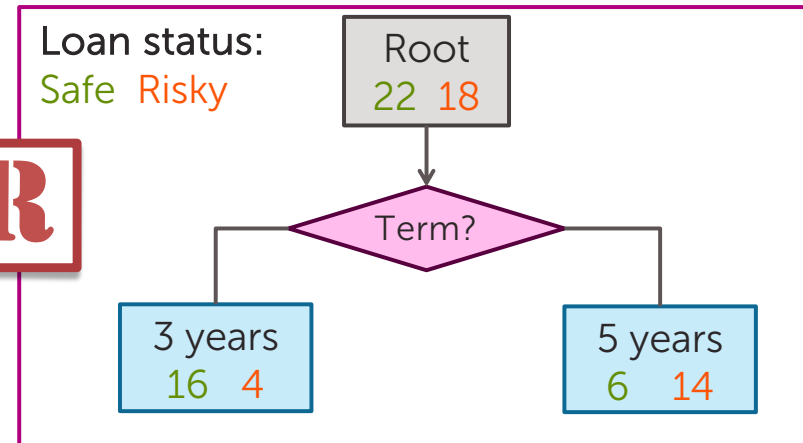 Loan status:
Safe Risky
Root
22 18
R
Term?
3 years
16 4
5 years
6 14